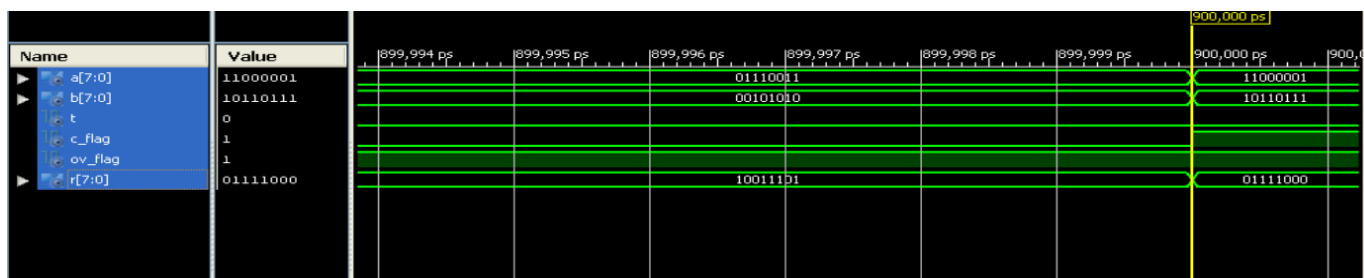 900,000 ps
Name Value 899,994 ps 899,995 ps 899,996 ps 899,997 ps 899,998 ps 899,999 ps 900,000 ps
a[7:0] 11000001 01110011 11000001
b[7:0] 10110111 00101010 10110111
t 0
c_flag 1
ov_flag 1
r[7:0] 01111000 10011101 01111000